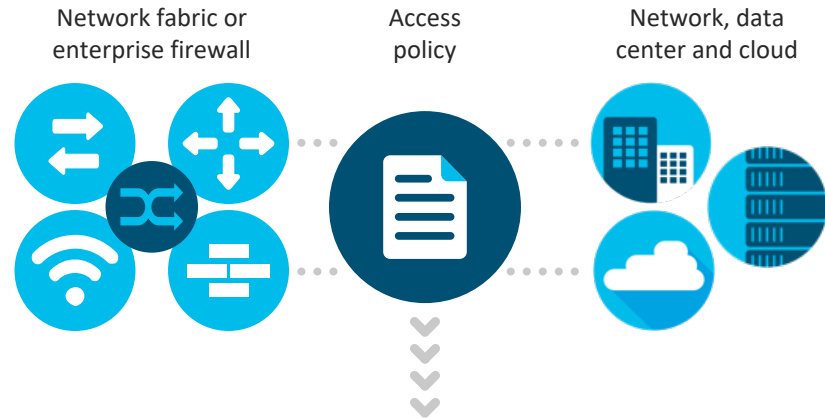 Network fabric or
enterprise firewall
Access
policy
Network, data
center and cloud